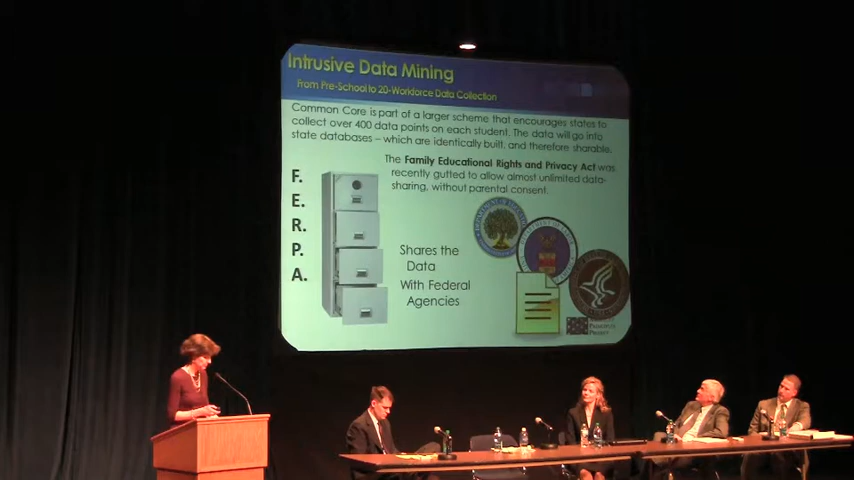 Intrusive Data Mining
From Pre-School to 20-Workforce Data Collection
Common Core is part of a larger scheme that encourages states to
collect over 400 data points on each student. The data will go into
state databases – which are identically built, and therefore sharable.
The Family Educational Rights and Privacy Act was
recently gutted to allow almost unlimited data-
sharing, without parental consent.
F.
E.
R.
P.
A.
Shares the
Data
With Federal
Agencies